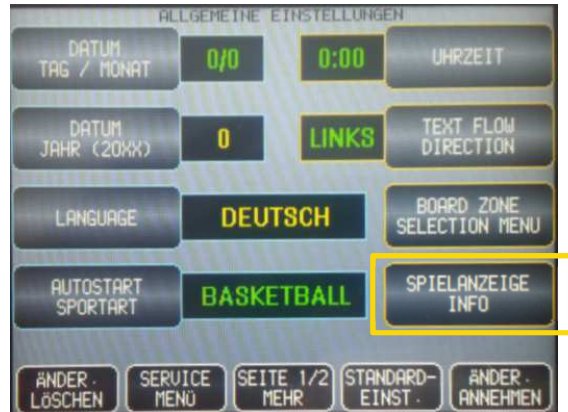 ALLGEMEINE EINSTELLUNGEN
DATUM
TAG / MONAT
0/0
0:00
UHRZEIT
DATUM
JAHR (20XX)
0
LINKS
TEXT FLOW
DIRECTION
LANGUAGE
DEUTSCH
BOARD ZONE
SELECTION MENU
AUTOSTART
SPORTART
BASKETBALL
SPIELANZEIGE
INFO
ÄNDER.
LÖSCHEN
SERVICE
MENÜ
SEITE 1/2
MEHR
STANDARD-
EINST.
ÄNDER.
ANNEHMEN